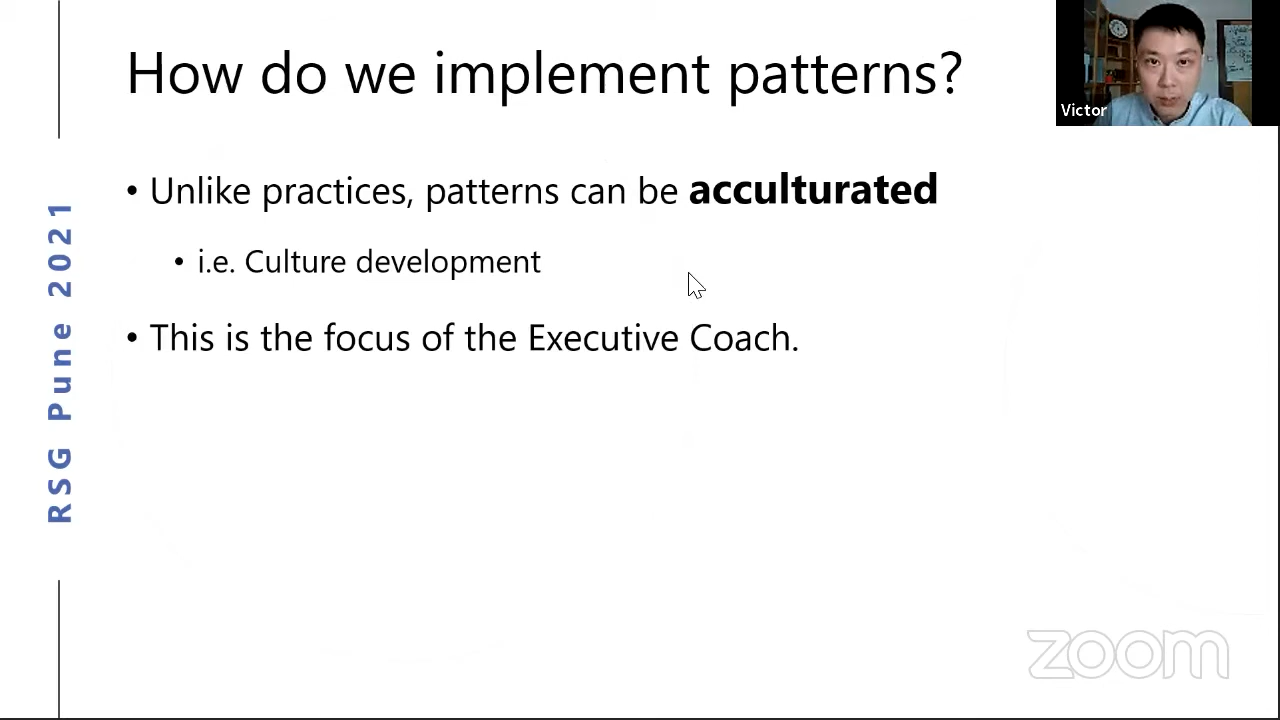 How do we implement patterns?
• Unlike practices, patterns can be acculturated
• i.e. Culture development
• This is the focus of the Executive Coach.
RSG Pune 2021
Victor
zoom